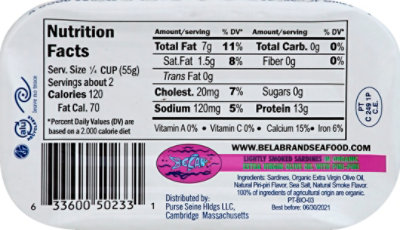 Nutrition
Facts
Serv. Size ¼ CUP (55g)
Servings about 2
Calories 120
Fat Cal. 70
*Percent Daily Values (DV) are
based on a 2,000 calorie diet
Amount/serving % DV*
Total Fat 7g 11%
Sat.Fat 1.5g 8%
Trans Fat 0g
Cholest. 20mg 7%
Sodium 120mg 5%
Amount/serving % DV*
Total Carb. 0g 0%
Fiber 0g 0%
Sugars 0g
Protein 13g
Vitamin A 0% • Vitamin C 0% • Calcium 15% • Iron 6%
PT
C 249 1P
C.E.
WWW.BELABRANDSEAFOOD.COM
BELA
LIGHTLY SMOKED SARDINES
Ingredients: Sardines, Organic Extra Virgin Olive Oil,
Natural Piri-piri Flavor, Sea Salt, Natural Smoke Flavor.
100% of ingredients of agricultural origin are organic.
PT-BIO-03
Best before: 06/30/2021
6 33600 50233 1
Distributed by:
Purse Seine Hldgs LLC,
Cambridge Massachusetts